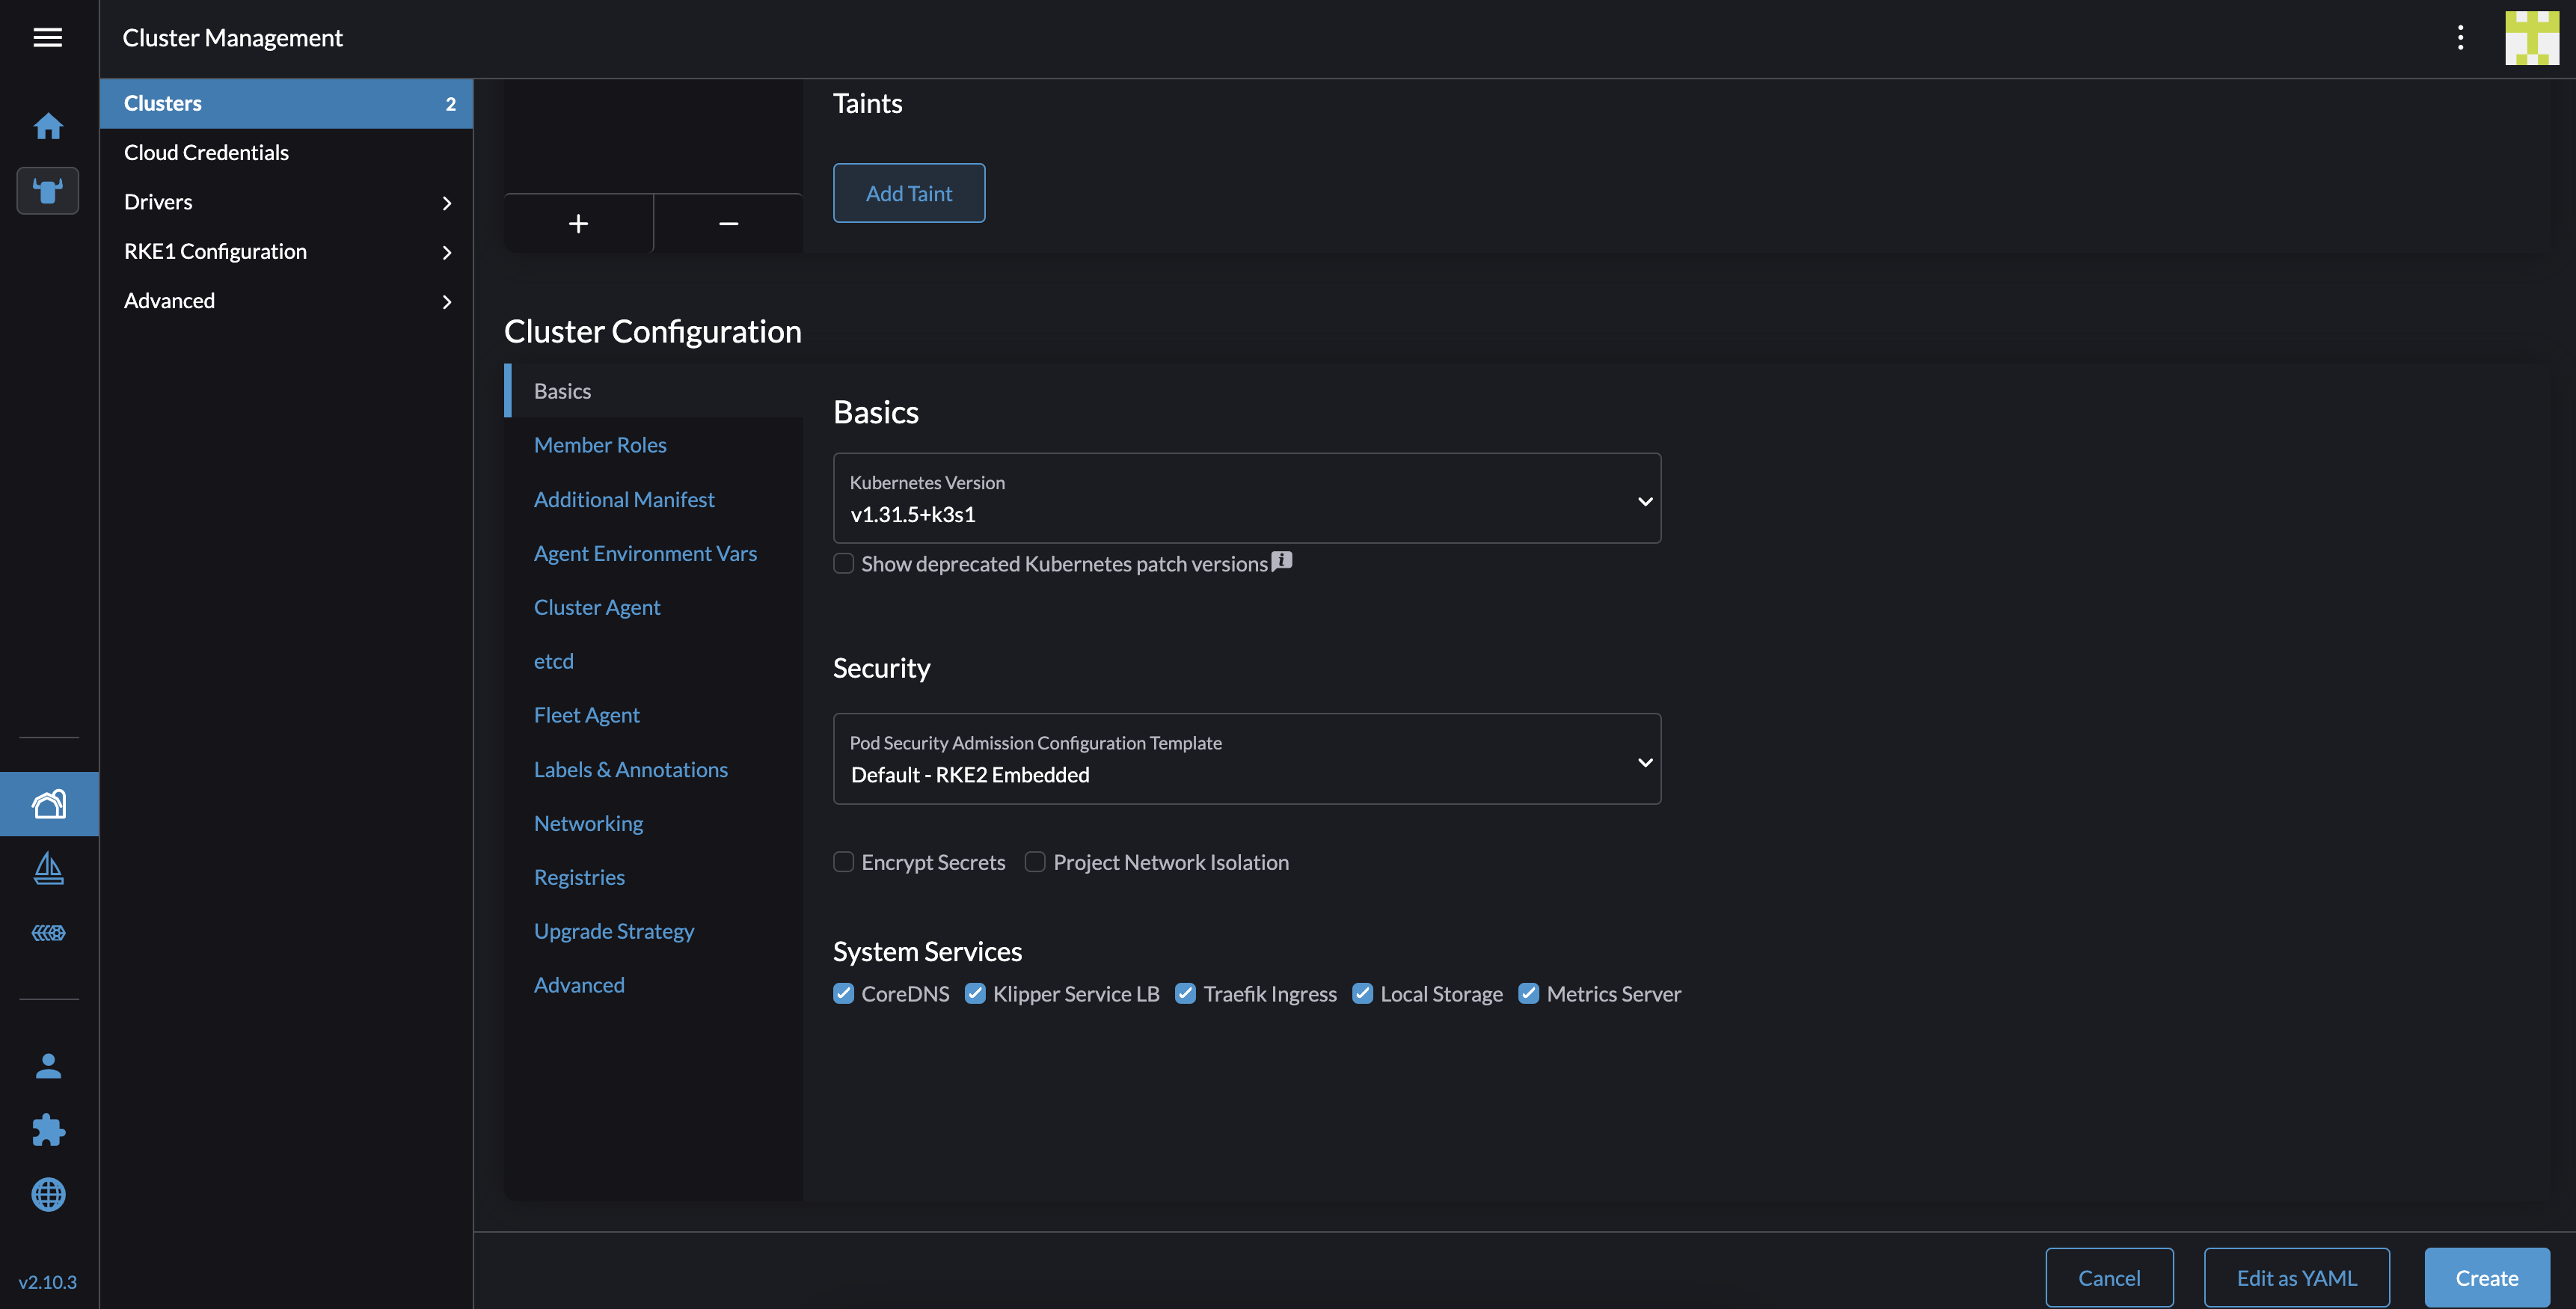 Cluster Management
Clusters 2
Cloud Credentials
Drivers
RKE1 Configuration
Advanced
v2.10.3
Taints
Add Taint
Cluster Configuration
Basics
Member Roles
Additional Manifest
Agent Environment Vars
Cluster Agent
etcd
Fleet Agent
Labels & Annotations
Networking
Registries
Upgrade Strategy
Advanced
Basics
Kubernetes Version
v1.31.5+k3s1
Show deprecated Kubernetes patch versions
Security
Pod Security Admission Configuration Template
Default - RKE2 Embedded
Encrypt Secrets Project Network Isolation
System Services
CoreDNS Klipper Service LB Traefik Ingress Local Storage Metrics Server
Cancel Edit as YAML Create